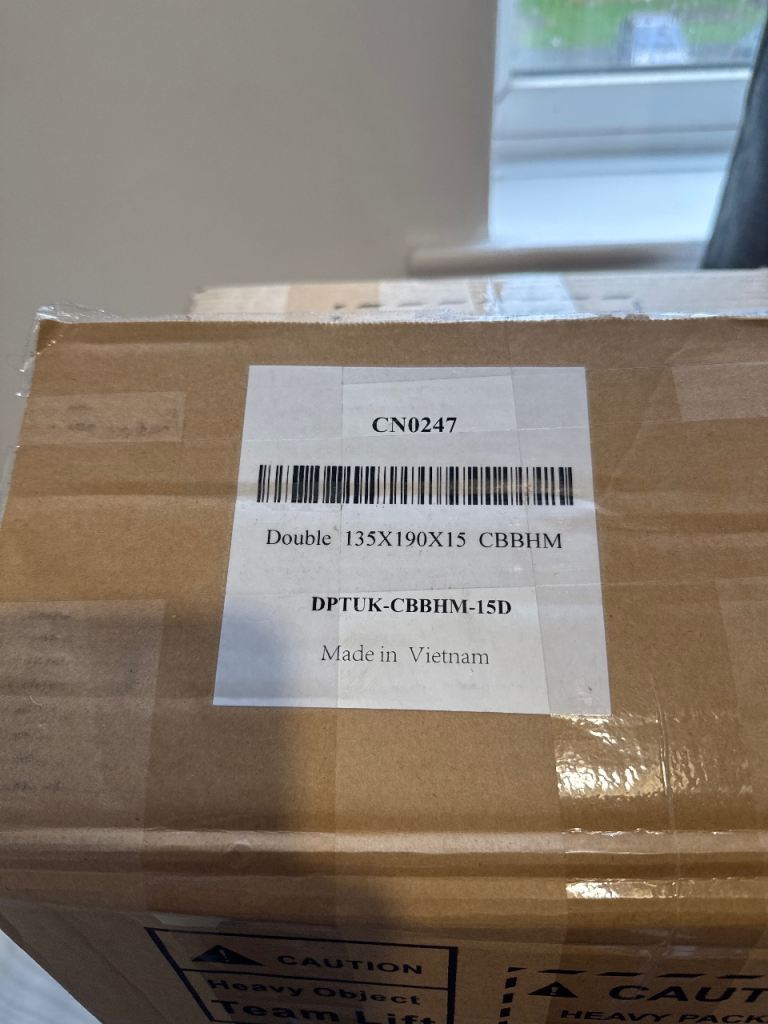 CN0247
Double 135X190X15 CBBHM
DPTUK-CBBHM-15D
Made in Vietnam
CAUTION
Heavy Object
Team Lift
CAUT
HEAVY PACK